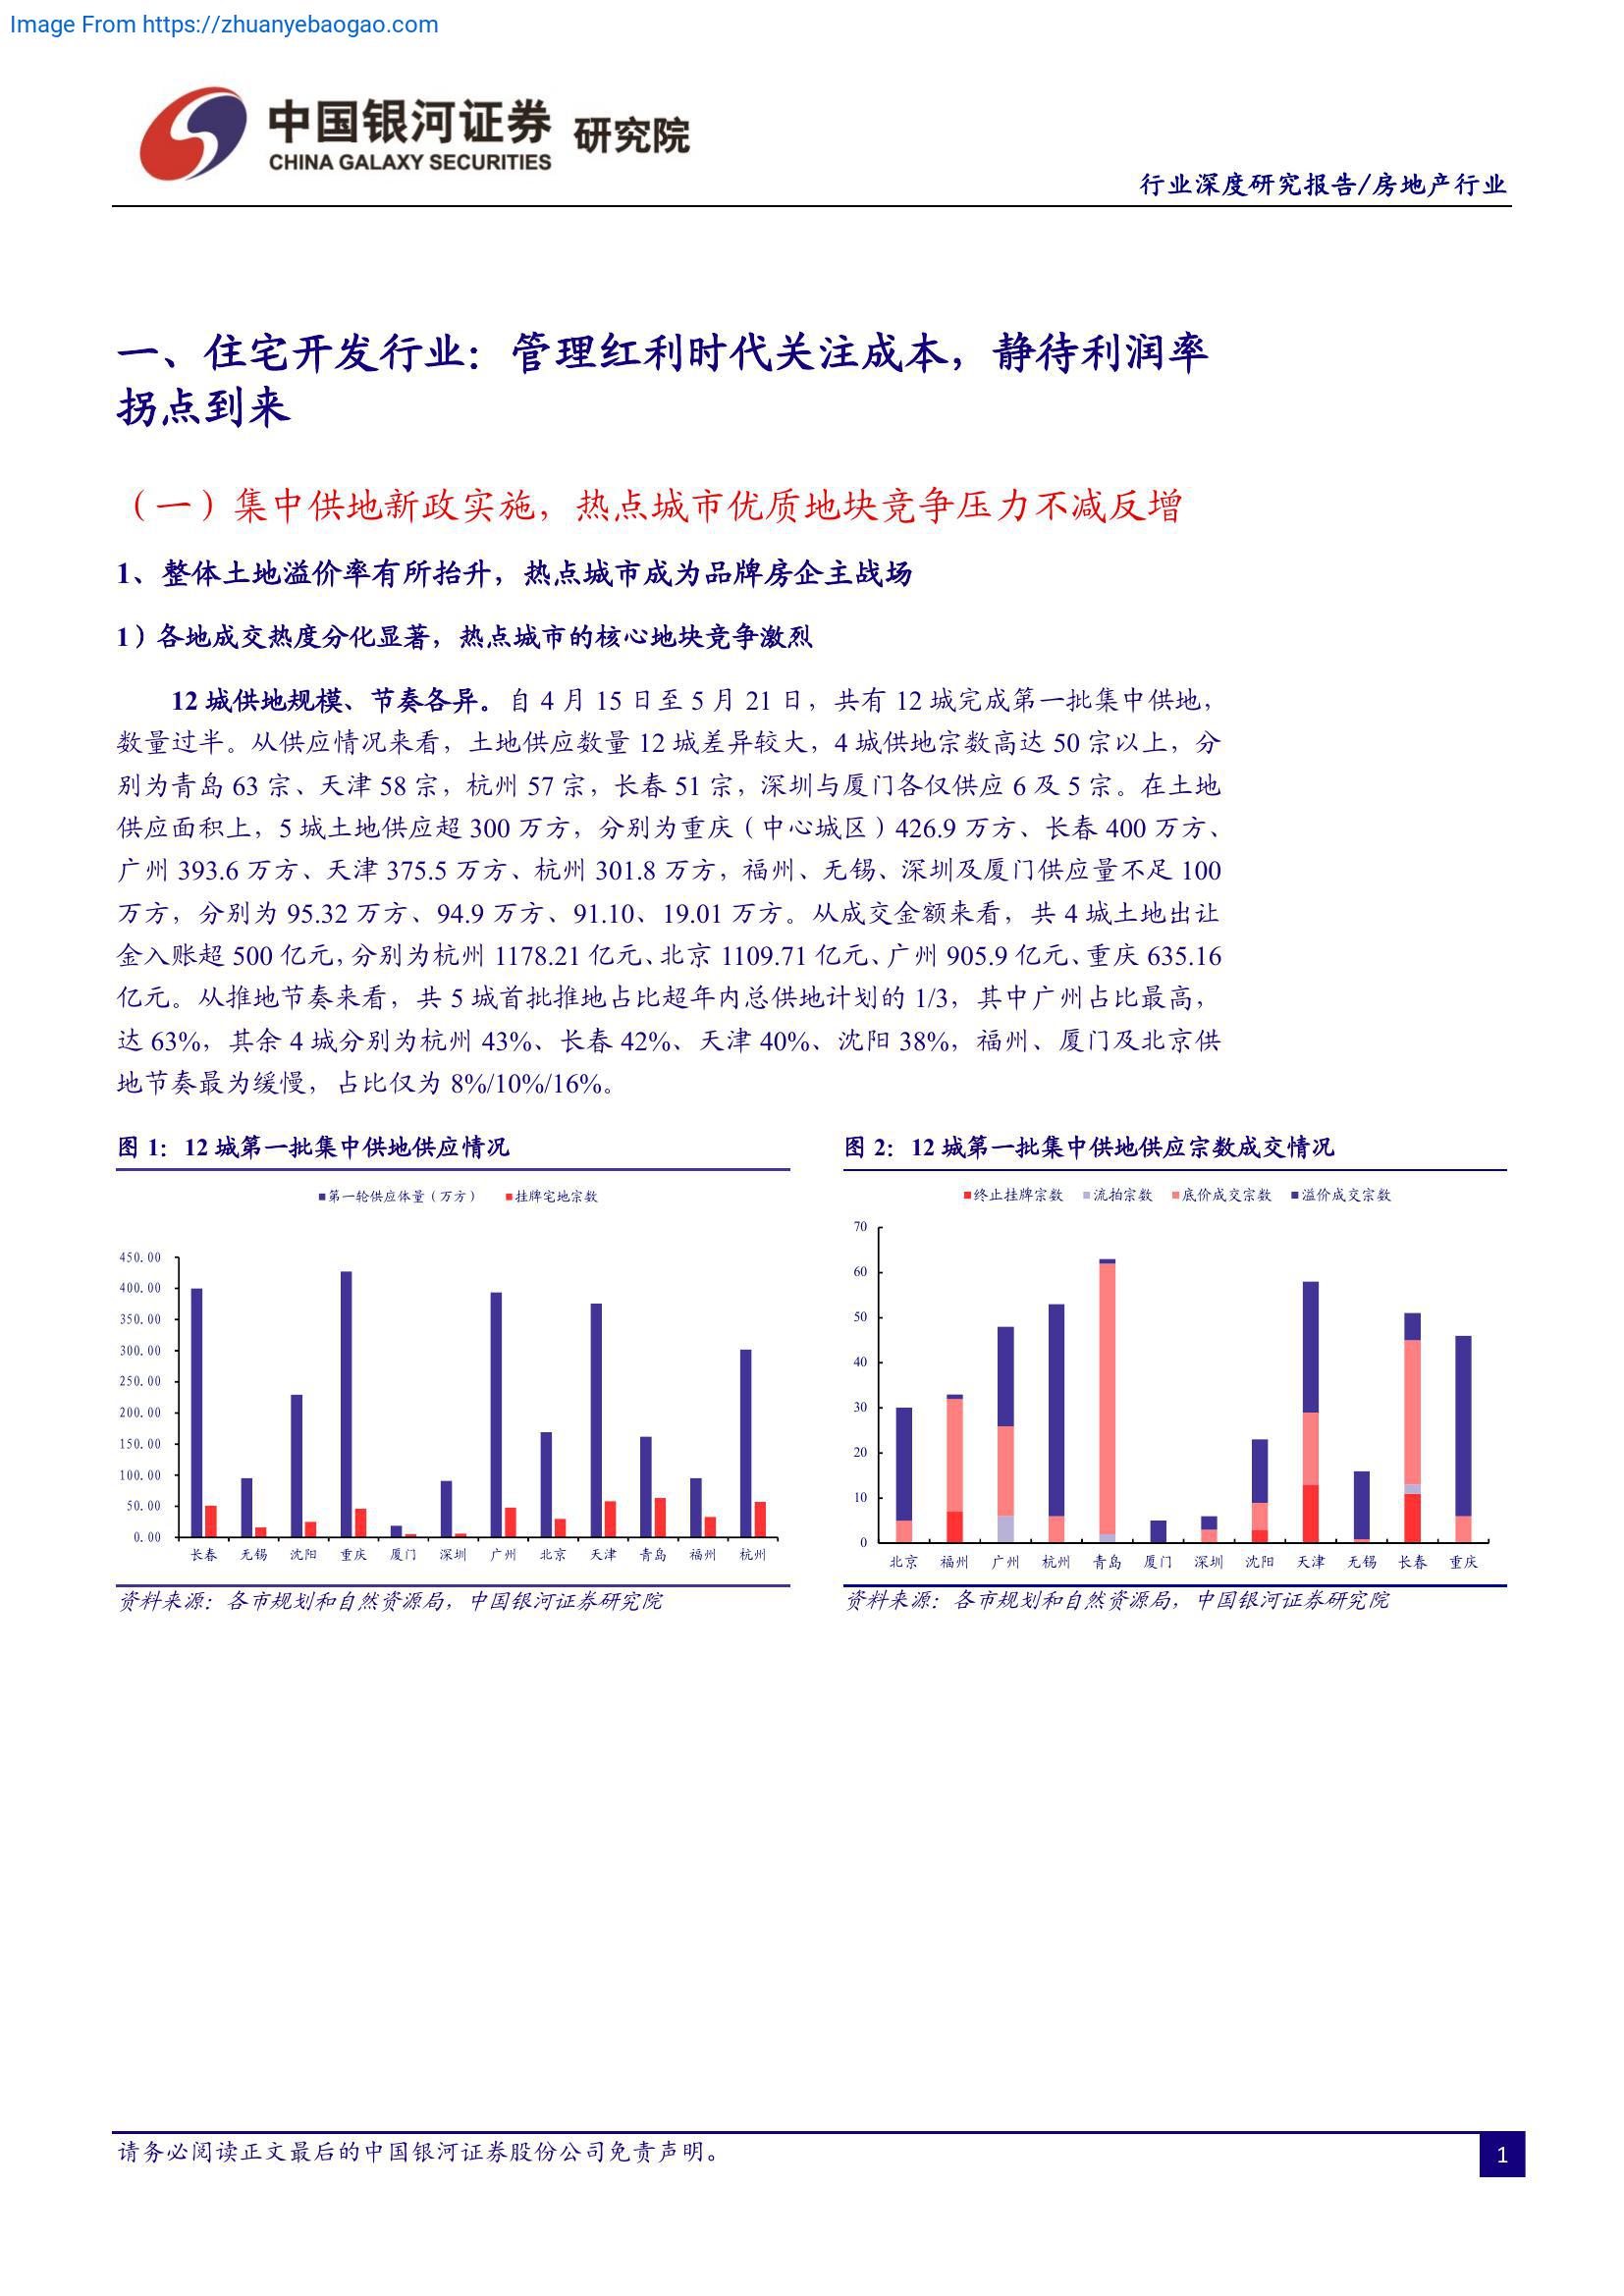 Image From https://zhuanyebaogao.com
中国银河证券 研究院
CHINA GALAXY SECURITIES
行业深度研究报告/房地产行业
一、住宅开发行业：管理红利时代关注成本，静待利润率
拐点到来
（一）集中供地新政实施，热点城市优质地块竞争压力不减反增
1、整体土地溢价率有所抬升，热点城市成为品牌房企主战场
1）各地成交热度分化显著，热点城市的核心地块竞争激烈
12 城供地规模、节奏各异。自 4 月 15 日至 5 月 21 日，共有 12 城完成第一批集中供地，
数量过半。从供应情况来看，土地供应数量 12 城差异较大，4 城供地宗数高达 50 宗以上，分
别为青岛 63 宗、天津 58 宗，杭州 57 宗，长春 51 宗，深圳与厦门各仅供应 6 及 5 宗。在土地
供应面积上，5 城土地供应超 300 万方，分别为重庆（中心城区）426.9 万方、长春 400 万方、
广州 393.6 万方、天津 375.5 万方、杭州 301.8 万方，福州、无锡、深圳及厦门供应量不足 100
万方，分别为 95.32 万方、94.9 万方、91.10、19.01 万方。从成交金额来看，共 4 城土地出让
金入账超 500 亿元，分别为杭州 1178.21 亿元、北京 1109.71 亿元、广州 905.9 亿元、重庆 635.16
亿元。从推地节奏来看，共 5 城首批推地占比超年内总供地计划的 1/3，其中广州占比最高，
达 63%，其余 4 城分别为杭州 43%、长春 42%、天津 40%、沈阳 38%，福州、厦门及北京供
地节奏最为缓慢，占比仅为 8%/10%/16%。
图 1：12 城第一批集中供地供应情况
第一轮供应体量（万方） 挂牌宅地宗数
450.00
400.00
350.00
300.00
250.00
200.00
150.00
100.00
50.00
0.00
长春 无锡 沈阳 重庆 厦门 深圳 广州 北京 天津 青岛 福州 杭州
资料来源：各市规划和自然资源局，中国银河证券研究院
图 2：12 城第一批集中供地供应宗数成交情况
终止挂牌宗数 流拍宗数 底价成交宗数 溢价成交宗数
70
60
50
40
30
20
10
0
北京 福州 广州 杭州 青岛 厦门 深圳 沈阳 天津 无锡 长春 重庆
资料来源：各市规划和自然资源局，中国银河证券研究院
请务必阅读正文最后的中国银河证券股份公司免责声明。
1